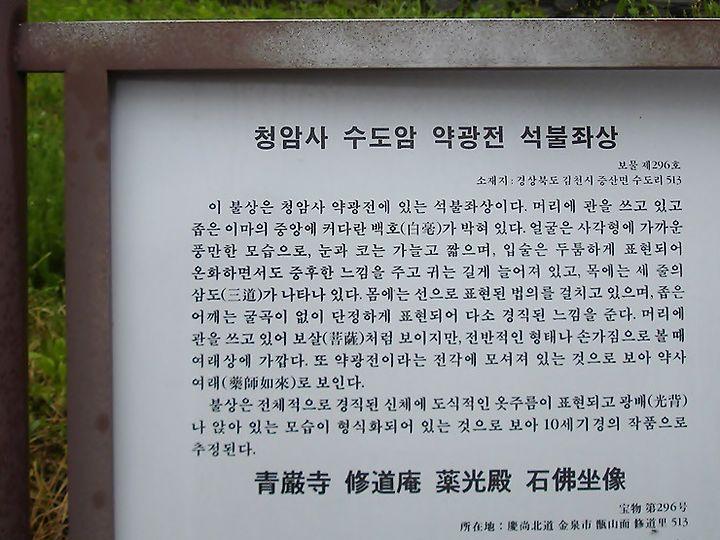 청암사 수도암 약광전 석불좌상
보물 제296호
소재지 : 경상북도 김천시 증산면 수도리 513
이 불상은 청암사 약광전에 있는 석불좌상이다. 머리에 관을 쓰고 있고
좁은 이마의 중앙에 커다란 백호(白毫)가 박혀 있다. 얼굴은 사각형에 가까운
풍만한 모습으로, 눈과 코는 가늘고 짧으며, 입술은 두툼하게 표현되어
온화하면서도 중후한 느낌을 주고 귀는 길게 늘어져 있고, 목에는 세 줄의
삼도(三道)가 나타나 있다. 몸에는 선으로 표현된 법의를 걸치고 있으며, 좁은
어깨는 굴곡이 없이 단정하게 표현되어 다소 경직된 느낌을 준다. 머리에
관을 쓰고 있어 보살(菩薩)처럼 보이지만, 전반적인 형태나 손가짐으로 볼 때
여래상에 가깝다. 또 약광전이라는 전각에 모셔져 있는 것으로 보아 약사
여래(藥師如來)로 보인다.
불상은 전체적으로 경직된 신체에 도식적인 옷주름이 표현되고 광배(光背)
나 앉아 있는 모습이 형식화되어 있는 것으로 보아 10세기경의 작품으로
추정된다.
青巌寺 修道庵 薬光殿 石佛坐像
宝物 第296号
所在地 : 慶尚北道 金泉市 甑山面 修道里 513